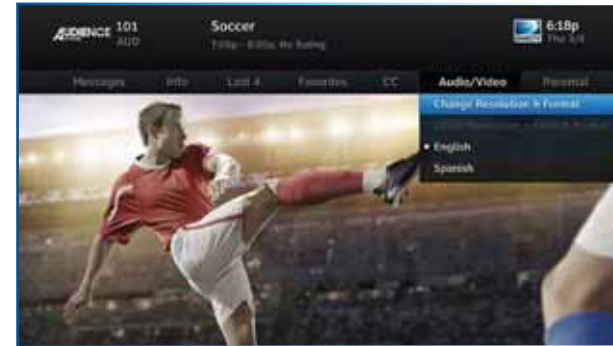 AUDIENCE 101
AUD
Soccer
6:18p
Thu 3/4
Messages Info Last 4 Favorites CC Audio/Video Parental
Change Resolution & Format
English
Spanish